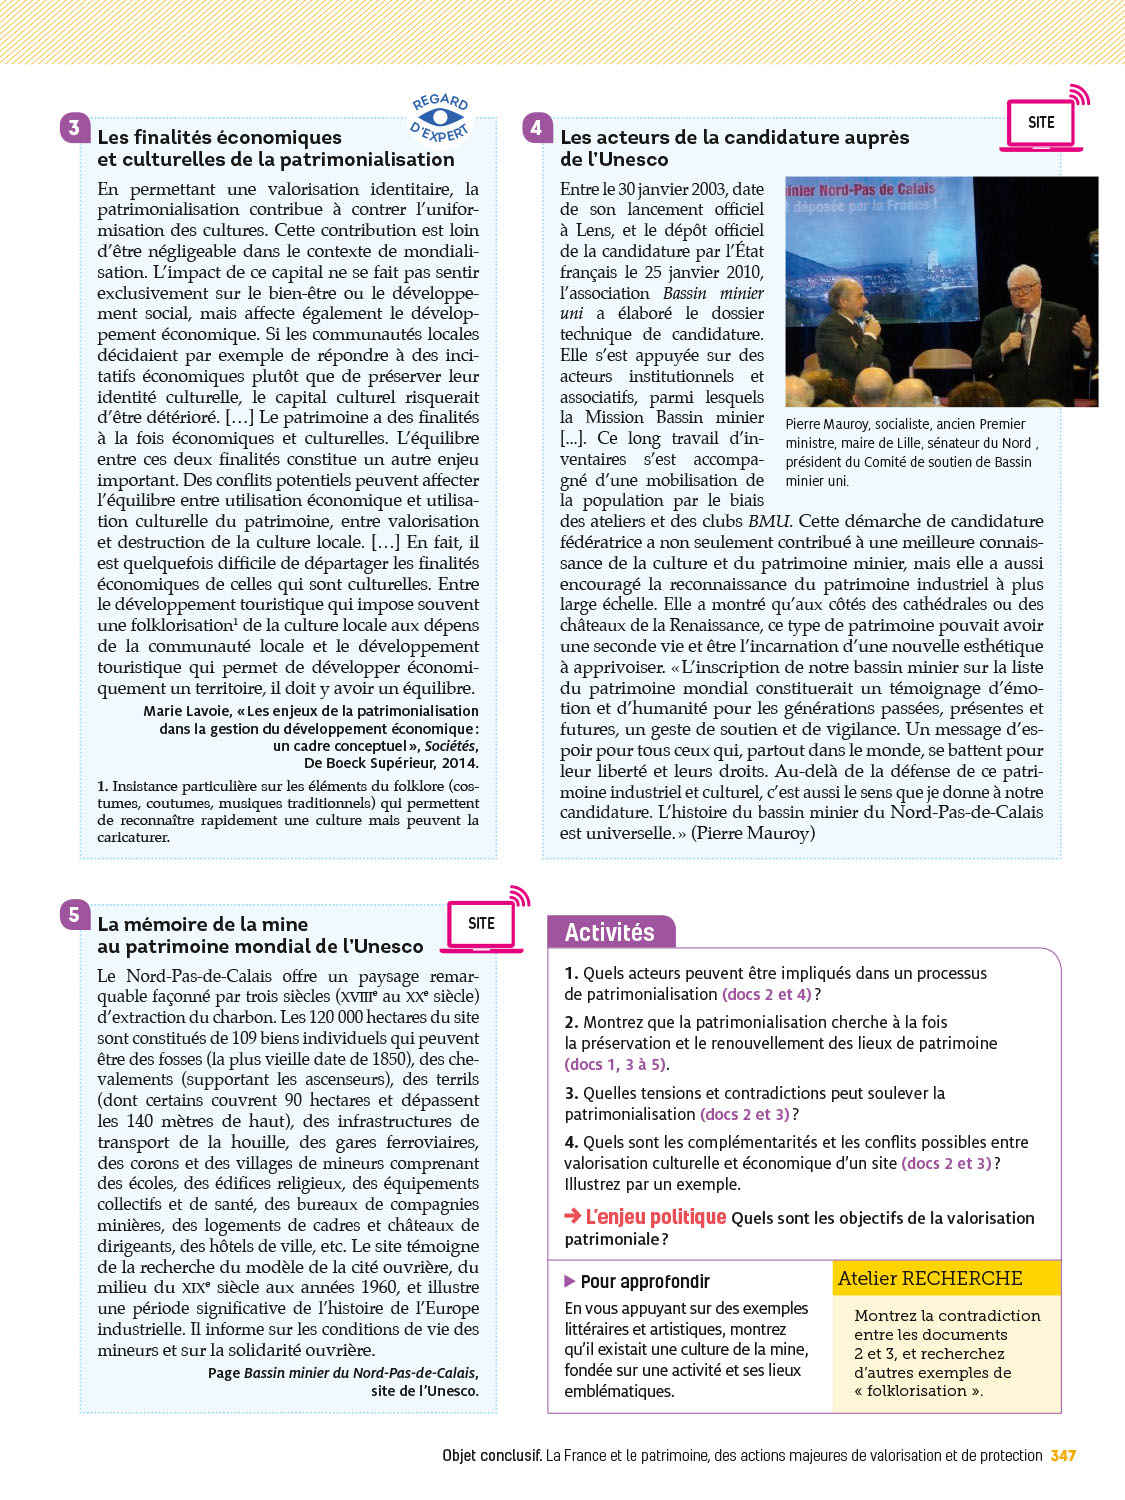 3
REGARD
D'EXPERT
Les finalités économiques
et culturelles de la patrimonialisation
En permettant une valorisation identitaire, la
patrimonialisation contribue à contrer l'unifor-
misation des cultures. Cette contribution est loin
d'être négligeable dans le contexte de mondiali-
sation. L'impact de ce capital ne se fait pas sentir
exclusivement sur le bien-être ou le développe-
ment social, mais affecte également le dévelop-
pement économique. Si les communautés locales
décidaient par exemple de répondre à des inci-
tatifs économiques plutôt que de préserver leur
identité culturelle, le capital culturel risquerait
d'être détérioré. […] Le patrimoine a des finalités
à la fois économiques et culturelles. L'équilibre
entre ces deux finalités constitue un autre enjeu
important. Des conflits potentiels peuvent affecter
l'équilibre entre utilisation économique et utilisa-
tion culturelle du patrimoine, entre valorisation
et destruction de la culture locale. […] En fait, il
est quelquefois difficile de départager les finalités
économiques de celles qui sont culturelles. Entre
le développement touristique qui impose souvent
une folklorisation¹ de la culture locale aux dépens
de la communauté locale et le développement
touristique qui permet de développer économi-
quement un territoire, il doit y avoir un équilibre.
Marie Lavoie, « Les enjeux de la patrimonialisation
dans la gestion du développement économique :
un cadre conceptuel », Sociétés,
De Boeck Supérieur, 2014.
1. Insistance particulière sur les éléments du folklore (cos-
tumes, coutumes, musiques traditionnels) qui permettent
de reconnaître rapidement une culture mais peuvent la
caricaturer.
4
SITE
Les acteurs de la candidature auprès
de l'Unesco
Entre le 30 janvier 2003, date
de son lancement officiel
à Lens, et le dépôt officiel
de la candidature par l'État
français le 25 janvier 2010,
l'association Bassin minier
uni a élaboré le dossier
technique de candidature.
Elle s'est appuyée sur des
acteurs institutionnels et
associatifs, parmi lesquels
la Mission Bassin minier
[...]. Ce long travail d'in-
ventaires s'est accompa-
gné d'une mobilisation de
la population par le biais
des ateliers et des clubs BMU. Cette démarche de candidature
fédératrice a non seulement contribué à une meilleure connais-
sance de la culture et du patrimoine minier, mais elle a aussi
encouragé la reconnaissance du patrimoine industriel à plus
large échelle. Elle a montré qu'aux côtés des cathédrales ou des
châteaux de la Renaissance, ce type de patrimoine pouvait avoir
une seconde vie et être l'incarnation d'une nouvelle esthétique
à apprivoiser. « L'inscription de notre bassin minier sur la liste
du patrimoine mondial constituerait un témoignage d'émo-
tion et d'humanité pour les générations passées, présentes et
futures, un geste de soutien et de vigilance. Un message d'es-
poir pour tous ceux qui, partout dans le monde, se battent pour
leur liberté et leurs droits. Au-delà de la défense de ce patri-
moine industriel et culturel, c'est aussi le sens que je donne à notre
candidature. L'histoire du bassin minier du Nord-Pas-de-Calais
est universelle. » (Pierre Mauroy)
inier Nord-Pas de Calais
déposée par la France !
Pierre Mauroy, socialiste, ancien Premier
ministre, maire de Lille, sénateur du Nord ,
président du Comité de soutien de Bassin
minier uni.
5
SITE
La mémoire de la mine
au patrimoine mondial de l'Unesco
Le Nord-Pas-de-Calais offre un paysage remar-
quable façonné par trois siècles (XVIIIe au XXe siècle)
d'extraction du charbon. Les 120 000 hectares du site
sont constitués de 109 biens individuels qui peuvent
être des fosses (la plus vieille date de 1850), des che-
valements (supportant les ascenseurs), des terrils
(dont certains couvrent 90 hectares et dépassent
les 140 mètres de haut), des infrastructures de
transport de la houille, des gares ferroviaires,
des corons et des villages de mineurs comprenant
des écoles, des édifices religieux, des équipements
collectifs et de santé, des bureaux de compagnies
minières, des logements de cadres et châteaux de
dirigeants, des hôtels de ville, etc. Le site témoigne
de la recherche du modèle de la cité ouvrière, du
milieu du XIXe siècle aux années 1960, et illustre
une période significative de l'histoire de l'Europe
industrielle. Il informe sur les conditions de vie des
mineurs et sur la solidarité ouvrière.
Page Bassin minier du Nord-Pas-de-Calais,
site de l'Unesco.
Activités
1. Quels acteurs peuvent être impliqués dans un processus
de patrimonialisation (docs 2 et 4) ?
2. Montrez que la patrimonialisation cherche à la fois
la préservation et le renouvellement des lieux de patrimoine
(docs 1, 3 à 5).
3. Quelles tensions et contradictions peut soulever la
patrimonialisation (docs 2 et 3) ?
4. Quels sont les complémentarités et les conflits possibles entre
valorisation culturelle et économique d'un site (docs 2 et 3) ?
Illustrez par un exemple.
➜ L'enjeu politique Quels sont les objectifs de la valorisation
patrimoniale ?
▶ Pour approfondir
En vous appuyant sur des exemples
littéraires et artistiques, montrez
qu'il existait une culture de la mine,
fondée sur une activité et ses lieux
emblématiques.
Atelier RECHERCHE
Montrez la contradiction
entre les documents
2 et 3, et recherchez
d'autres exemples de
« folklorisation ».
Objet conclusif. La France et le patrimoine, des actions majeures de valorisation et de protection 347